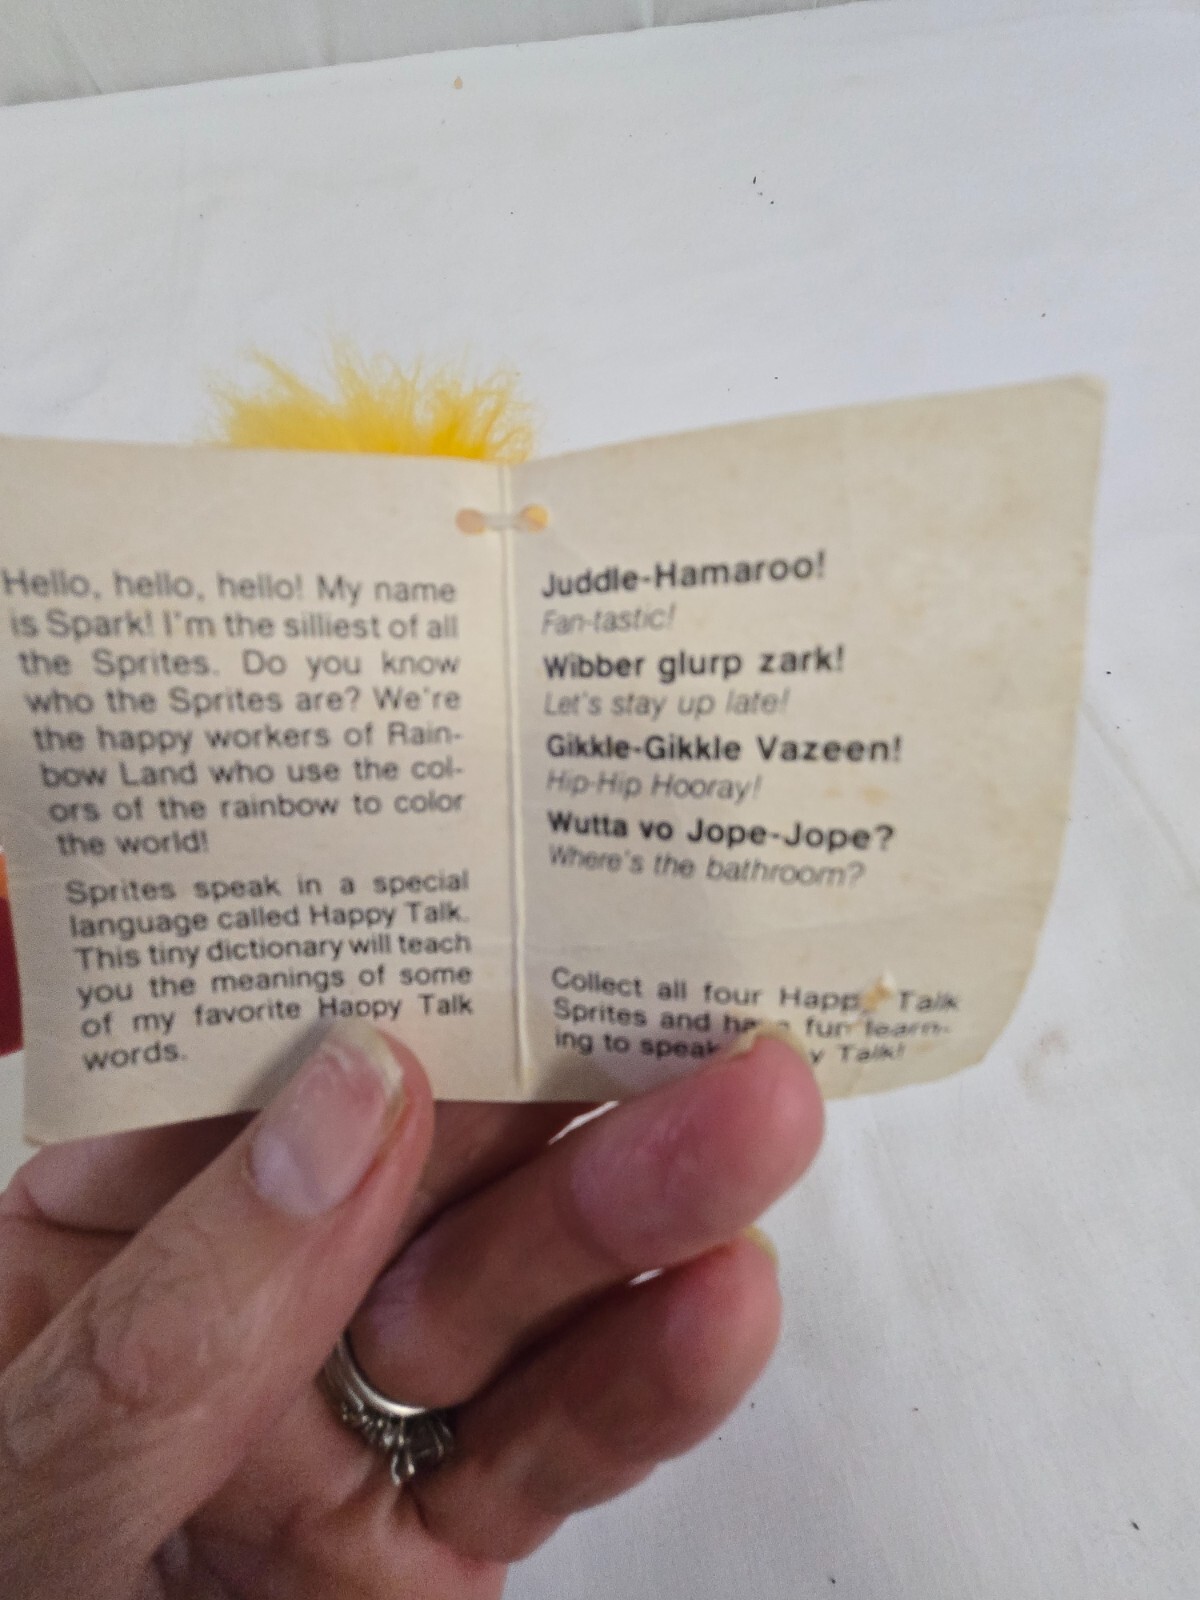 Hello, hello, hello! My name
is Spark! I'm the silliest of all
the Sprites. Do you know
who the Sprites are? We're
the happy workers of Rain-
bow Land who use the col-
ors of the rainbow to color
the world!
Sprites speak in a special
language called Happy Talk.
This tiny dictionary will teach
you the meanings of some
of my favorite Happy Talk
words.
Juddle-Hamaroo!
Fan-tastic!
Wibber glurp zark!
Let's stay up late!
Gikkle-Gikkle Vazeen!
Hip-Hip Hooray!
Wutta vo Jope-Jope?
Where's the bathroom?
Collect all four Happy Talk
Sprites and have fun learn-
ing to speak Talk!